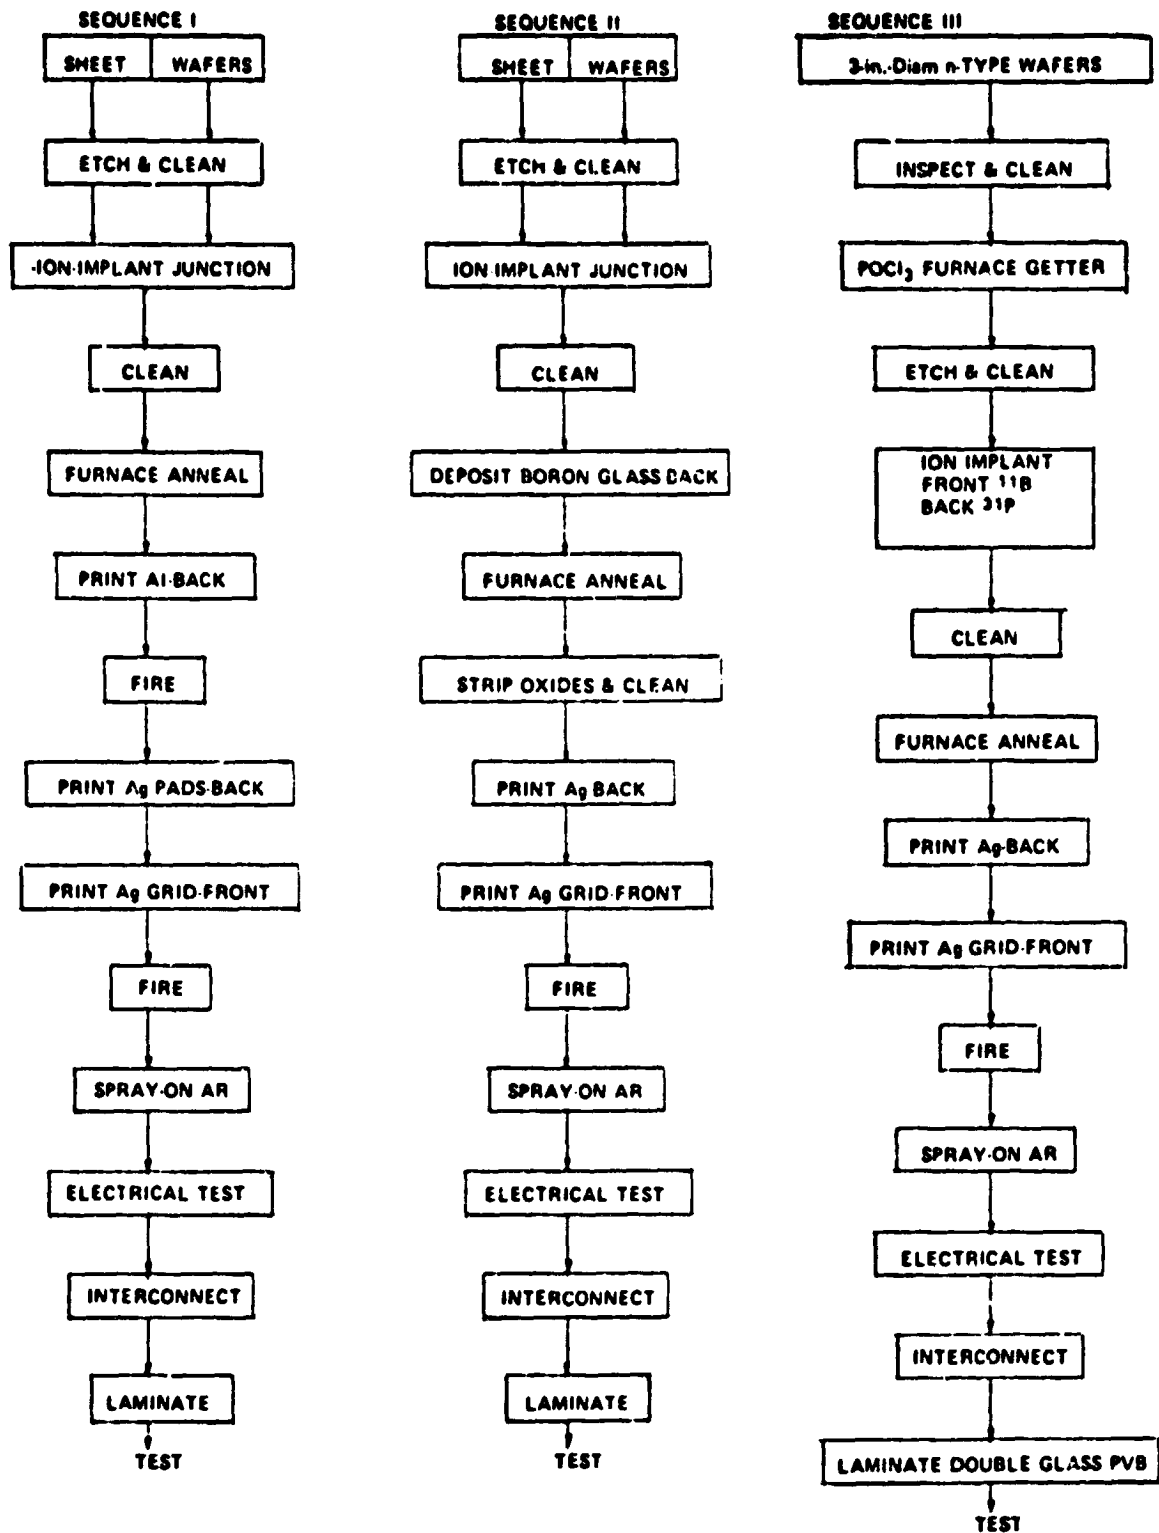 SEQUENCE I
SHEET WAFERS
ETCH & CLEAN
·ION·IMPLANT JUNCTION
CLEAN
FURNACE ANNEAL
PRINT Al·BACK
FIRE
PRINT Ag PADS·BACK
PRINT Ag GRID·FRONT
FIRE
SPRAY·ON AR
ELECTRICAL TEST
INTERCONNECT
LAMINATE
TEST
SEQUENCE II
SHEET WAFERS
ETCH & CLEAN
ION·IMPLANT JUNCTION
CLEAN
DEPOSIT BORON GLASS BACK
FURNACE ANNEAL
STRIP OXIDES & CLEAN
PRINT Ag BACK
PRINT Ag GRID·FRONT
FIRE
SPRAY·ON AR
ELECTRICAL TEST
INTERCONNECT
LAMINATE
TEST
SEQUENCE III
3-in.-Diam n-TYPE WAFERS
INSPECT & CLEAN
POCl₃ FURNACE GETTER
ETCH & CLEAN
ION IMPLANT
FRONT ¹¹B
BACK ³¹P
CLEAN
FURNACE ANNEAL
PRINT Ag-BACK
PRINT Ag GRID·FRONT
FIRE
SPRAY·ON AR
ELECTRICAL TEST
INTERCONNECT
LAMINATE DOUBLE GLASS PVB
TEST